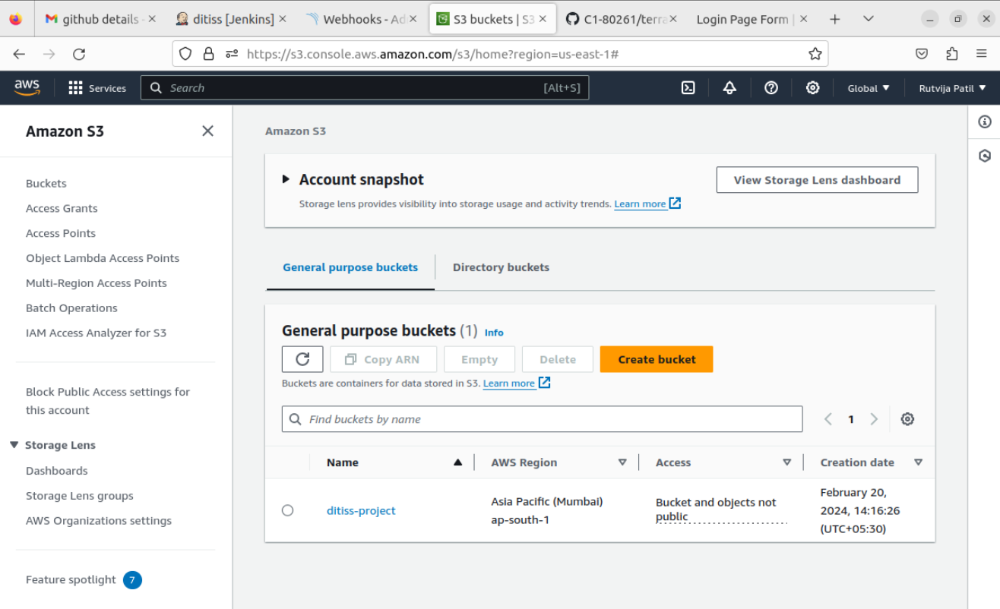 github details -
ditiss [Jenkins]
Webhooks - Ad
S3 buckets | S3
C1-80261/terra
Login Page Form |
https://s3.console.aws.amazon.com/s3/home?region=us-east-1#
aws
Services
Search
[Alt+S]
Global
Rutvija Patil
Amazon S3
Buckets
Access Grants
Access Points
Object Lambda Access Points
Multi-Region Access Points
Batch Operations
IAM Access Analyzer for S3
Block Public Access settings for
this account
Storage Lens
Dashboards
Storage Lens groups
AWS Organizations settings
Feature spotlight 7
Amazon S3
Account snapshot
View Storage Lens dashboard
Storage lens provides visibility into storage usage and activity trends. Learn more
General purpose buckets
Directory buckets
General purpose buckets (1) Info
Copy ARN
Empty
Delete
Create bucket
Buckets are containers for data stored in S3. Learn more
Find buckets by name
1
Name
AWS Region
Access
Creation date
ditiss-project
Asia Pacific (Mumbai)
ap-south-1
Bucket and objects not
public
February 20,
2024, 14:16:26
(UTC+05:30)